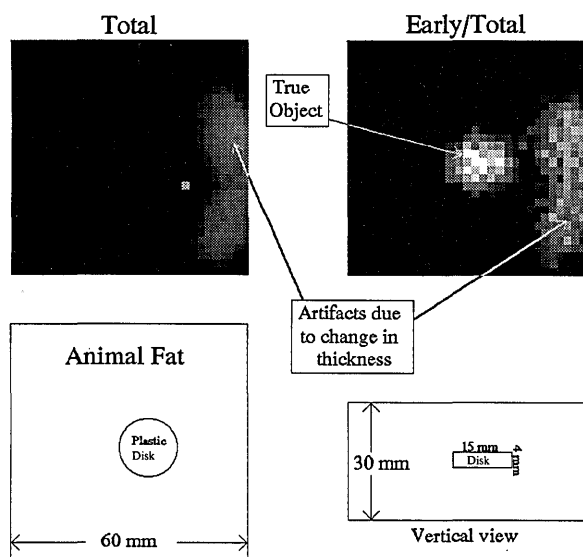 Total
Early/Total
True
Object
Artifacts due
to change in
thickness
Animal Fat
Plastic
Disk
60 mm
30 mm
15 mm
Disk
4 mm
Vertical view